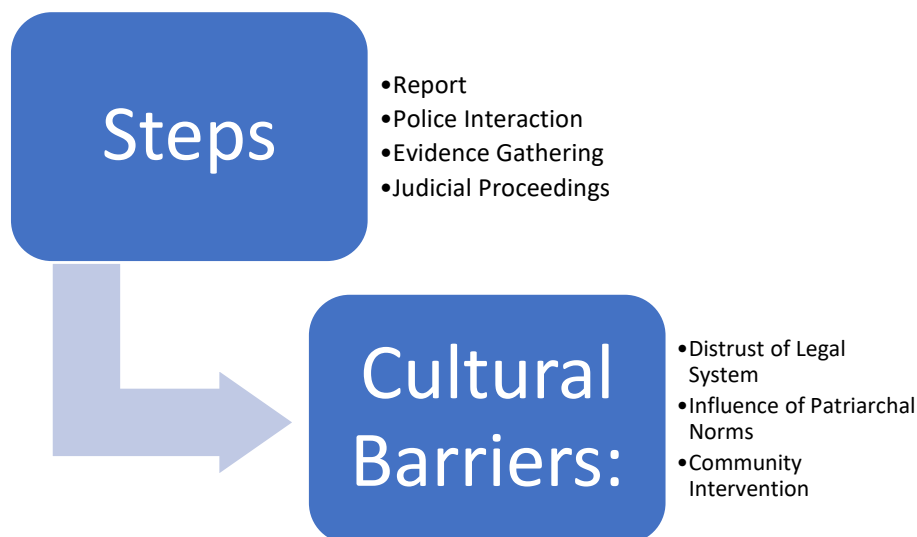 Steps
•Report
•Police Interaction
•Evidence Gathering
•Judicial Proceedings
Cultural
Barriers:
•Distrust of Legal
System
•Influence of Patriarchal
Norms
•Community
Intervention